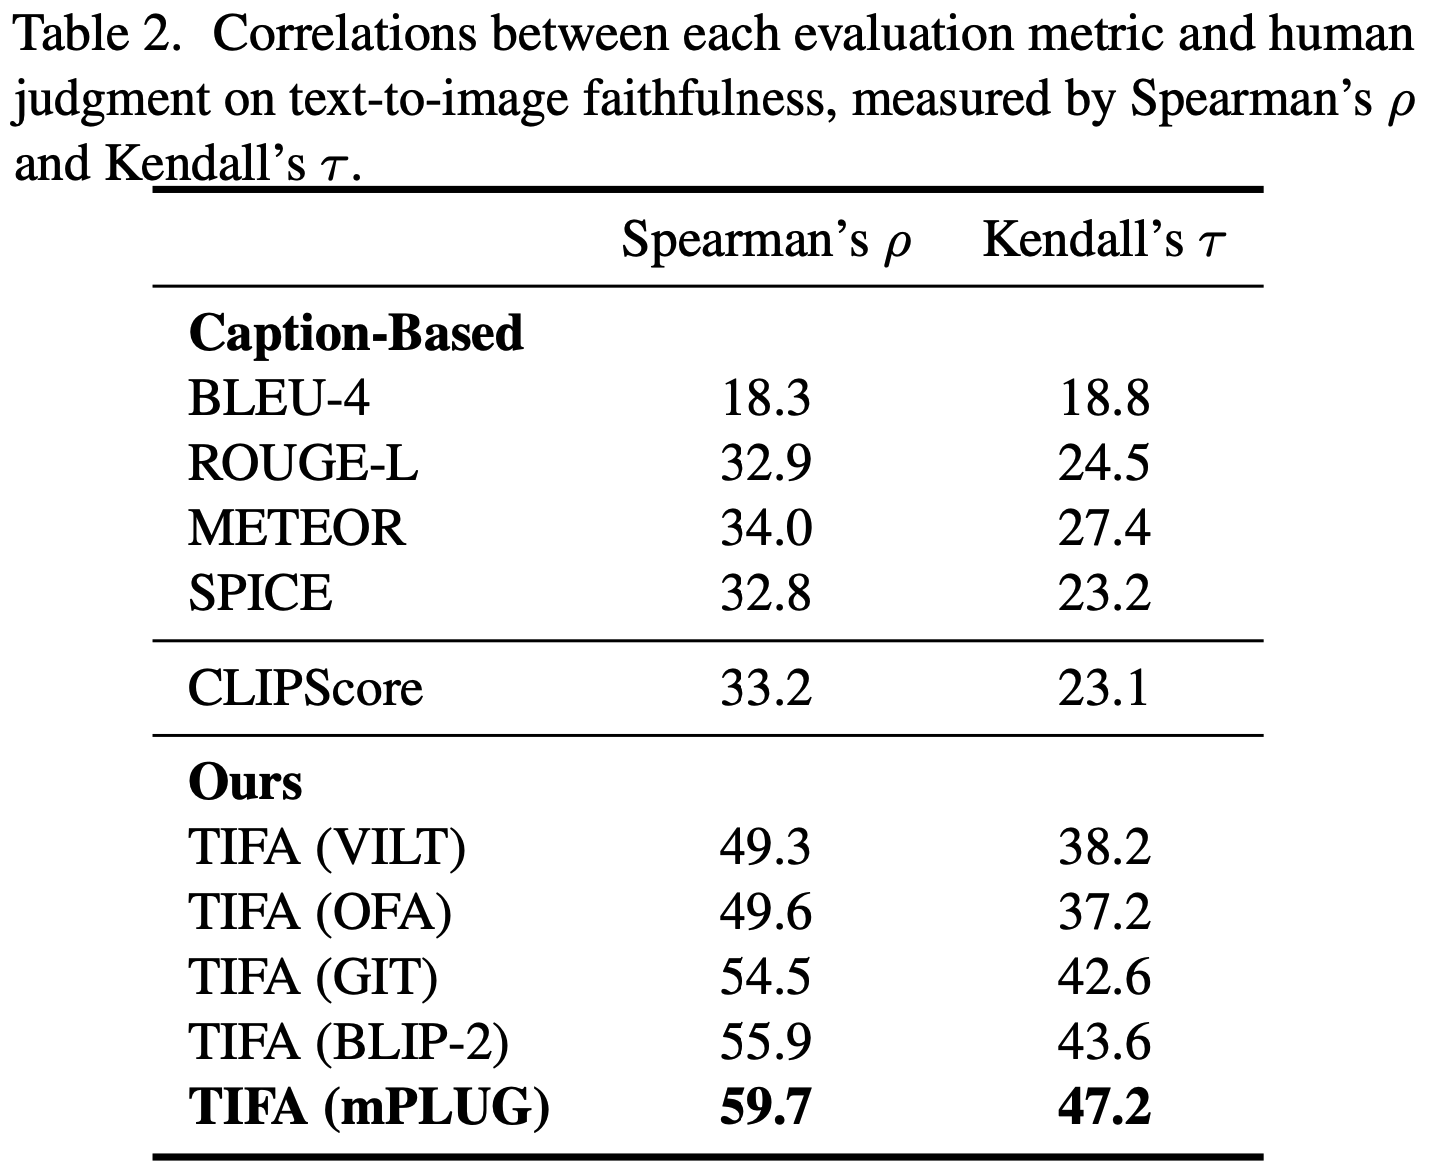 Table 2. Correlations between each evaluation metric and human
judgment on text-to-image faithfulness, measured by Spearman's ρ
and Kendall's τ.
Spearman's ρ Kendall's τ
Caption-Based
BLEU-4 18.3 18.8
ROUGE-L 32.9 24.5
METEOR 34.0 27.4
SPICE 32.8 23.2
CLIPScore 33.2 23.1
Ours
TIFA (VILT) 49.3 38.2
TIFA (OFA) 49.6 37.2
TIFA (GIT) 54.5 42.6
TIFA (BLIP-2) 55.9 43.6
TIFA (mPLUG) 59.7 47.2